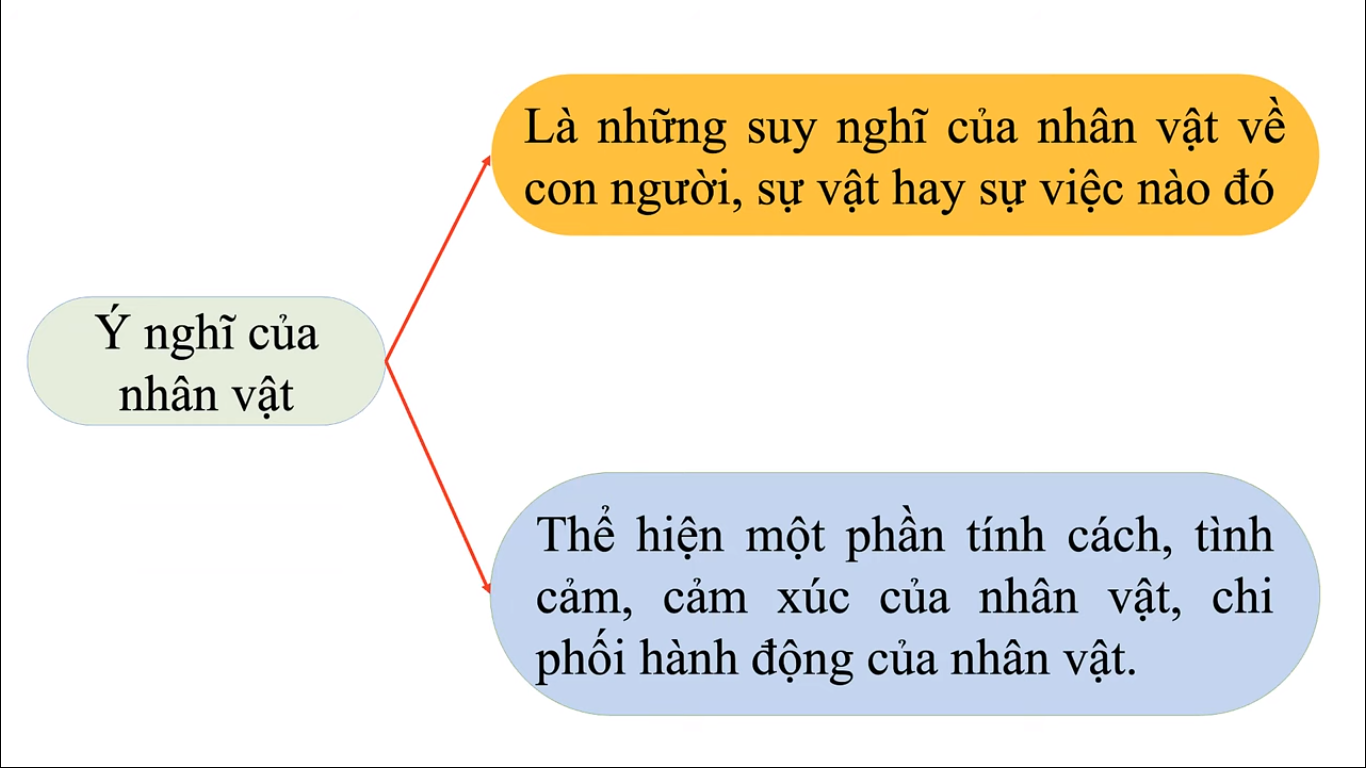 Là những suy nghĩ của nhân vật về
con người, sự vật hay sự việc nào đó
Ý nghĩ của
nhân vật
Thể hiện một phần tính cách, tình
cảm, cảm xúc của nhân vật, chi
phối hành động của nhân vật.